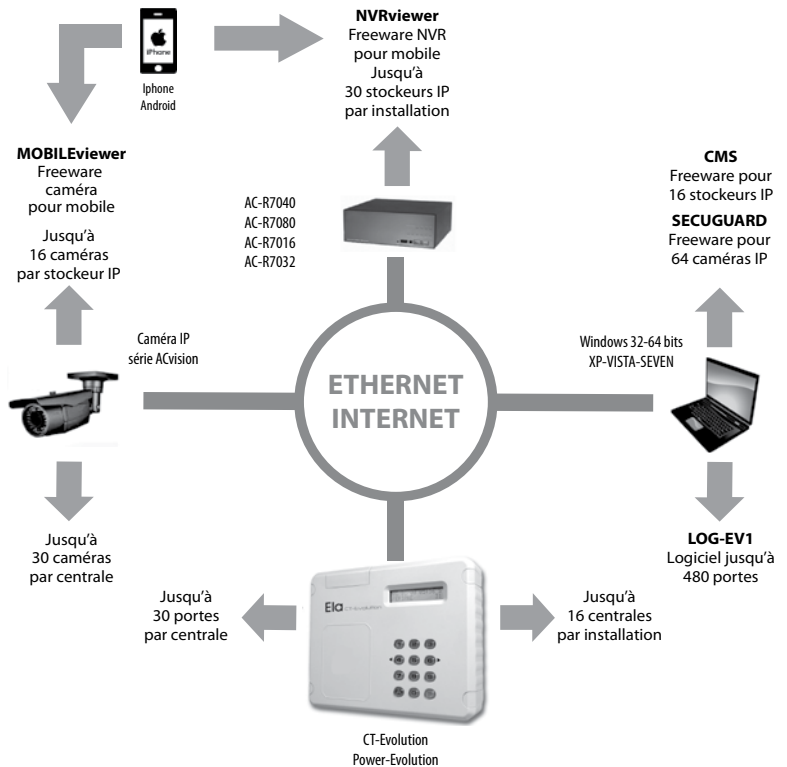 iPhone
Iphone
Android
NVRviewer
Freeware NVR
pour mobile
Jusqu'à
30 stockeurs IP
par installation
MOBILEviewer
Freeware
caméra
pour mobile
Jusqu'à
16 caméras
par stockeur IP
AC-R7040
AC-R7080
AC-R7016
AC-R7032
CMS
Freeware pour
16 stockeurs IP
SECUGUARD
Freeware pour
64 caméras IP
Caméra IP
série ACvision
ETHERNET
INTERNET
Windows 32-64 bits
XP-VISTA-SEVEN
Jusqu'à
30 caméras
par centrale
Jusqu'à
30 portes
par centrale
Ela CT-Evolution
Jusqu'à
16 centrales
par installation
LOG-EV1
Logiciel jusqu'à
480 portes
CT-Evolution
Power-Evolution